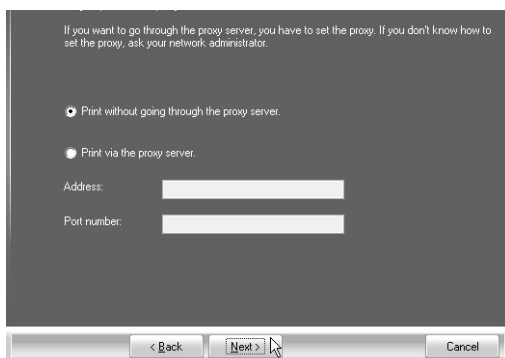 If you want to go through the proxy server, you have to set the proxy. If you don't know how to
set the proxy, ask your network administrator.
Print without going through the proxy server.
Print via the proxy server.
Address:
Port number:
< Back
Next >
Cancel